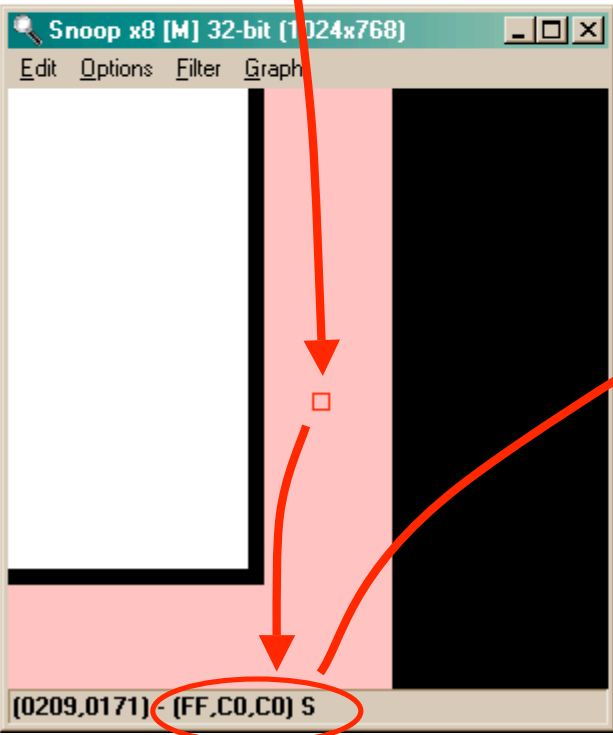 Snoop x8 [M] 32-bit (1024x768)
Edit Options Filter Graph
(0209,0171) - (FF,C0,C0) S